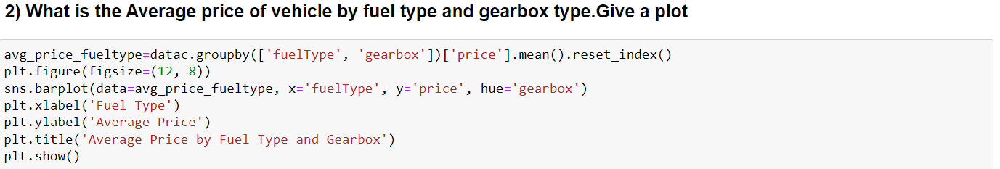 2) What is the Average price of vehicle by fuel type and gearbox type.Give a plot
avg_price_fueltype=datac.groupby(['fuelType', 'gearbox'])['price'].mean().reset_index()
plt.figure(figsize=(12, 8))
sns.barplot(data=avg_price_fueltype, x='fuelType', y='price', hue='gearbox')
plt.xlabel('Fuel Type')
plt.ylabel('Average Price')
plt.title('Average Price by Fuel Type and Gearbox')
plt.show()